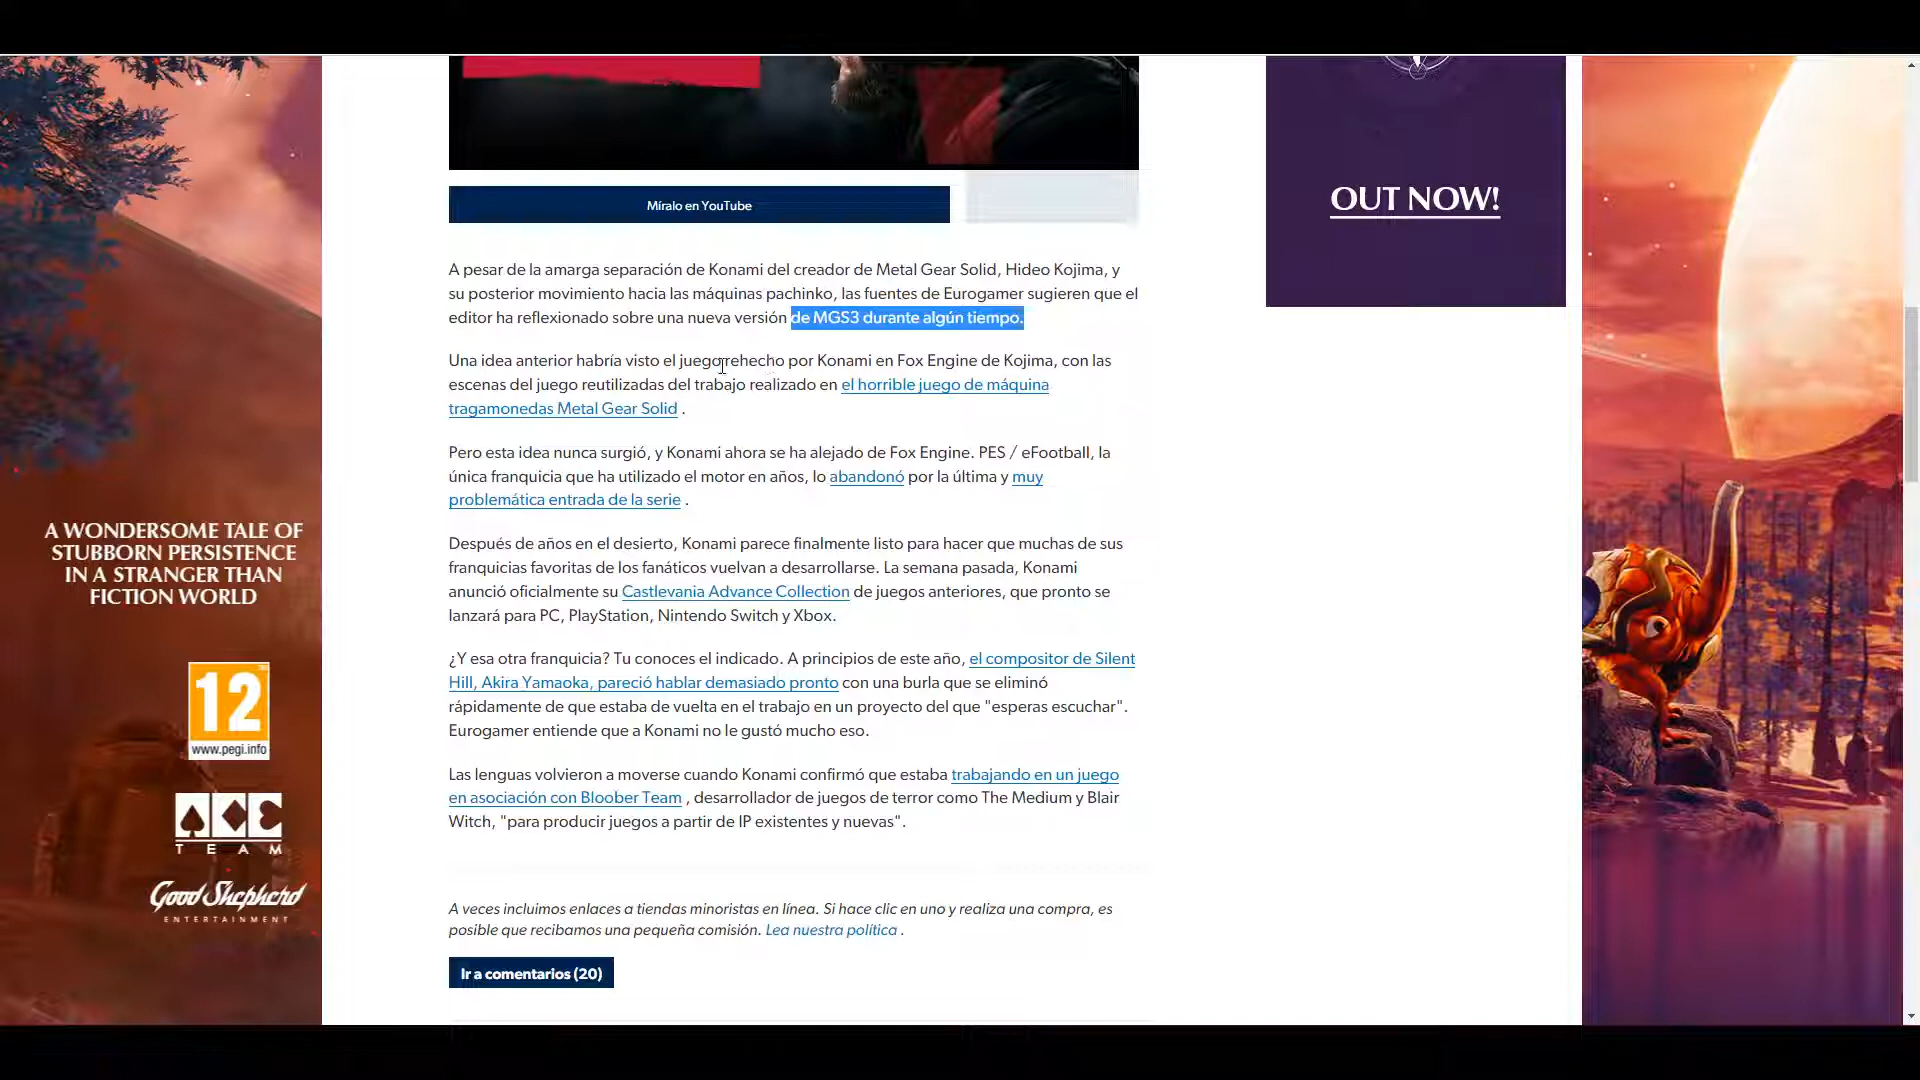 Míralo en YouTube
OUT NOW!
A pesar de la amarga separación de Konami del creador de Metal Gear Solid, Hideo Kojima, y
su posterior movimiento hacia las máquinas pachinko, las fuentes de Eurogamer sugieren que el
editor ha reflexionado sobre una nueva versión de MGS3 durante algún tiempo.
Una idea anterior habría visto el juego rehecho por Konami en Fox Engine de Kojima, con las
escenas del juego reutilizadas del trabajo realizado en el horrible juego de máquina
tragamonedas Metal Gear Solid .
Pero esta idea nunca surgió, y Konami ahora se ha alejado de Fox Engine. PES / eFootball, la
única franquicia que ha utilizado el motor en años, lo abandonó por la última y muy
problemática entrada de la serie .
Después de años en el desierto, Konami parece finalmente listo para hacer que muchas de sus
franquicias favoritas de los fanáticos vuelvan a desarrollarse. La semana pasada, Konami
anunció oficialmente su Castlevania Advance Collection de juegos anteriores, que pronto se
lanzará para PC, PlayStation, Nintendo Switch y Xbox.
¿Y esa otra franquicia? Tu conoces el indicado. A principios de este año, el compositor de Silent
Hill, Akira Yamaoka, pareció hablar demasiado pronto con una burla que se eliminó
rápidamente de que estaba de vuelta en el trabajo en un proyecto del que "esperas escuchar".
Eurogamer entiende que a Konami no le gustó mucho eso.
Las lenguas volvieron a moverse cuando Konami confirmó que estaba trabajando en un juego
en asociación con Bloober Team , desarrollador de juegos de terror como The Medium y Blair
Witch, "para producir juegos a partir de IP existentes y nuevas".
A veces incluimos enlaces a tiendas minoristas en línea. Si hace clic en uno y realiza una compra, es
posible que recibamos una pequeña comisión. Lea nuestra política .
Ir a comentarios (20)
A WONDERSOME TALE OF
STUBBORN PERSISTENCE
IN A STRANGER THAN
FICTION WORLD
12
www.pegi.info
ACE
TEAM
Good Shepherd
ENTERTAINMENT